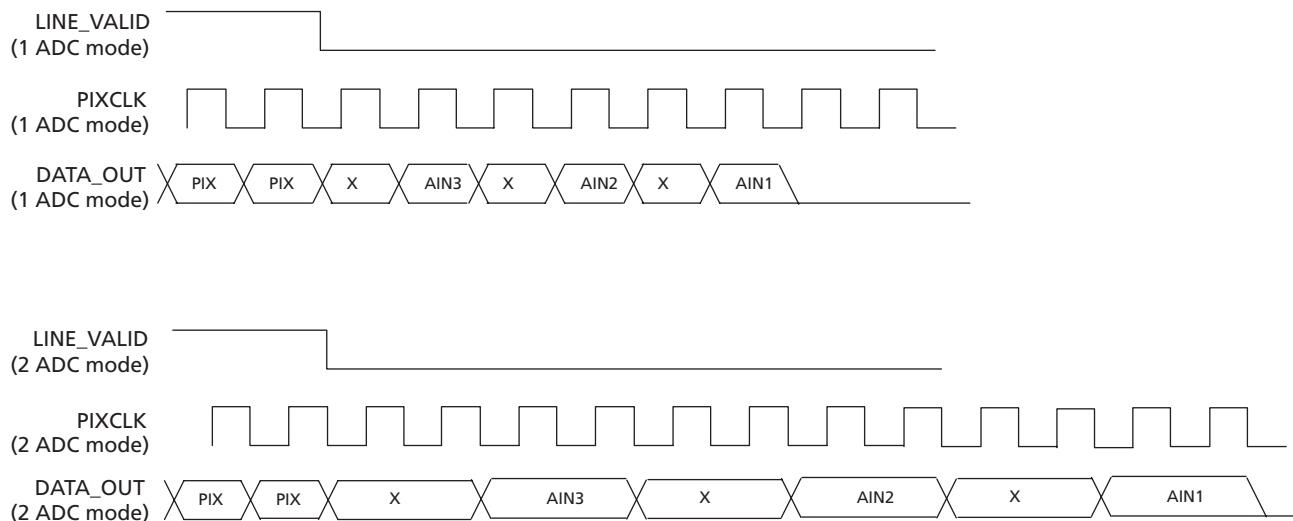 LINE_VALID
(1 ADC mode)
PIXCLK
(1 ADC mode)
DATA_OUT
(1 ADC mode)
PIX PIX X AIN3 X AIN2 X AIN1
LINE_VALID
(2 ADC mode)
PIXCLK
(2 ADC mode)
DATA_OUT
(2 ADC mode)
PIX PIX X AIN3 X AIN2 X AIN1